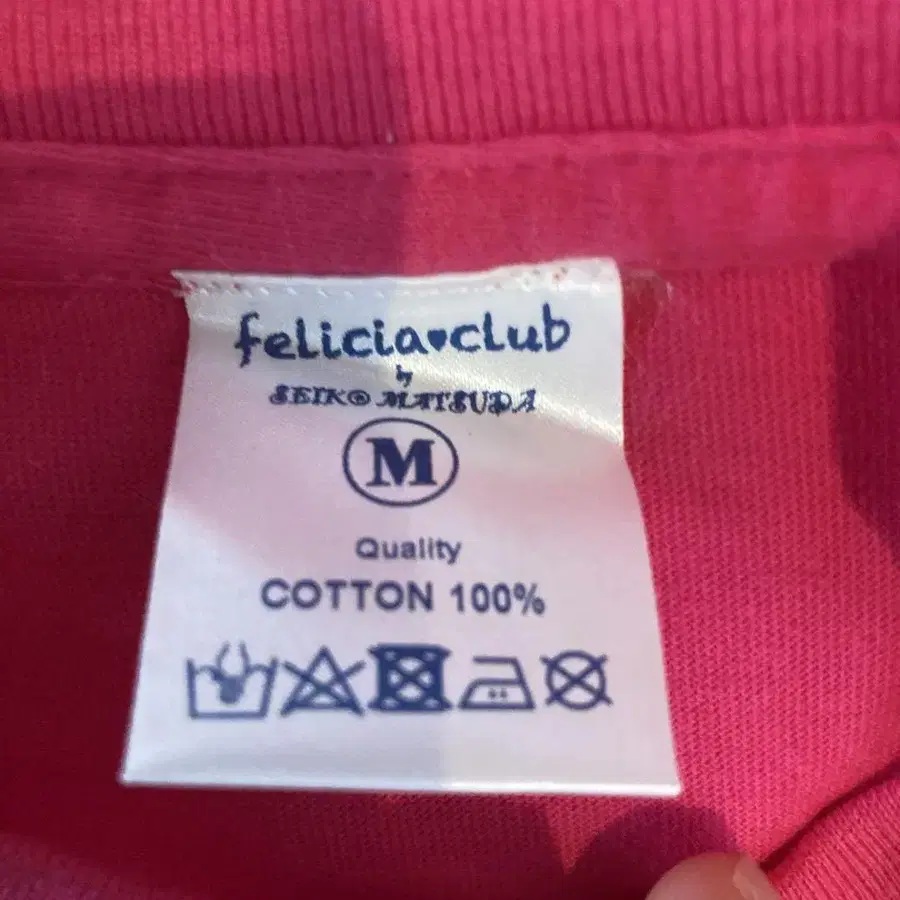 felicia♥club
by
SEIKO MATSUDA
M
Quality
COTTON 100%